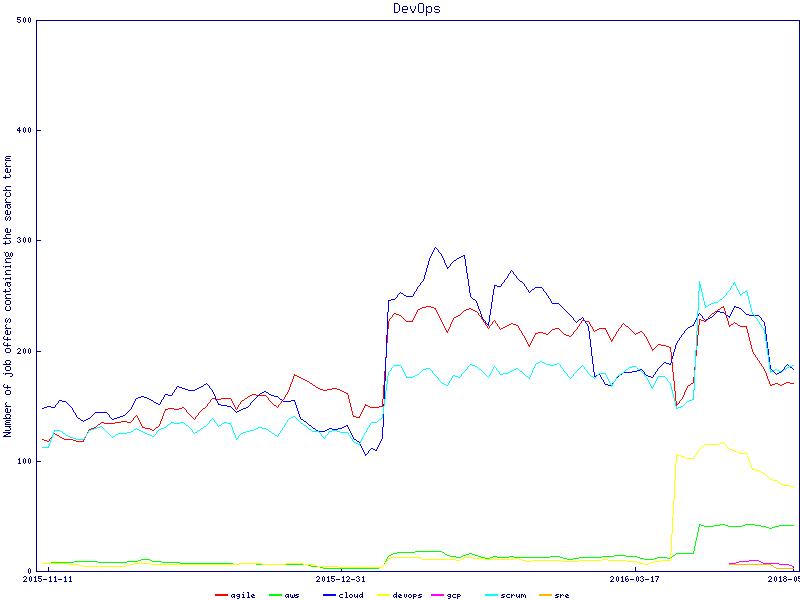 DevOps
500
400
300
200
100
0
Number of job offers containing the search term
2015-11-11 2015-12-31 2016-03-17 2018-05
agile aws cloud devops gcp scrum sre